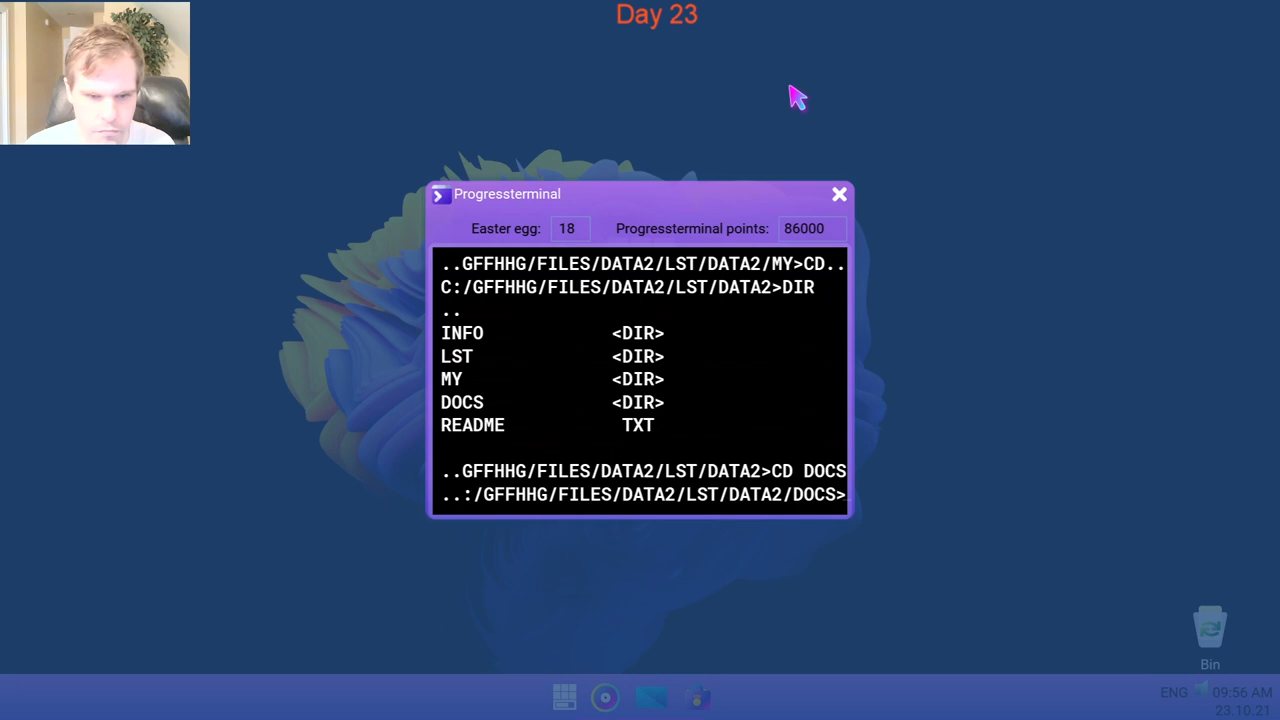 Day 23
Progressterminal
Easter egg: 18 Progressterminal points: 86000
..GFFHHG/FILES/DATA2/LST/DATA2/MY>CD..
C:/GFFHHG/FILES/DATA2/LST/DATA2>DIR
..
INFO <DIR>
LST <DIR>
MY <DIR>
DOCS <DIR>
README TXT
..GFFHHG/FILES/DATA2/LST/DATA2>CD DOCS
..:/GFFHHG/FILES/DATA2/LST/DATA2/DOCS>
Bin
ENG 09:56 AM
23.10.21